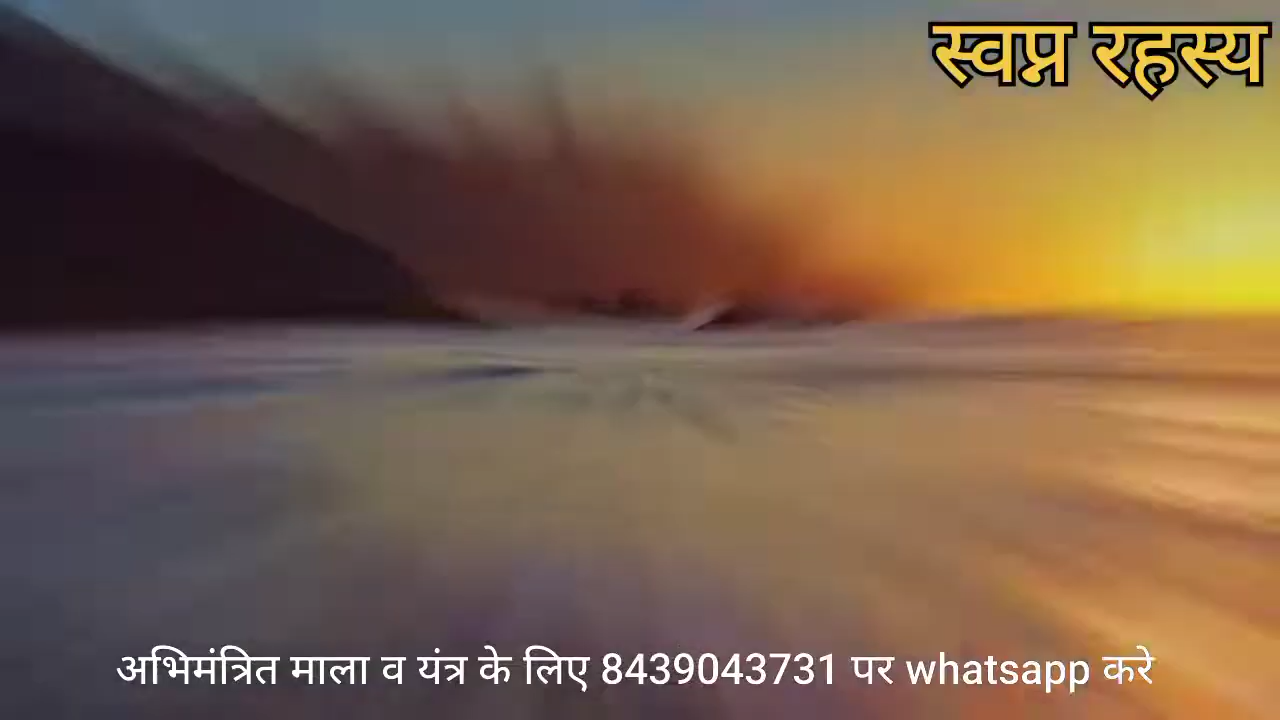 स्वप्न रहस्य
अभिमंत्रित माला व यंत्र के लिए 8439043731 पर whatsapp करे